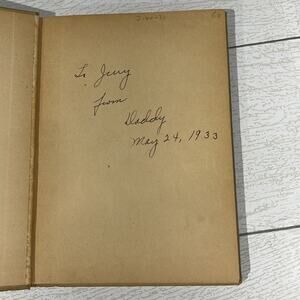 To Jerry
from
Daddy
May 24, 1933